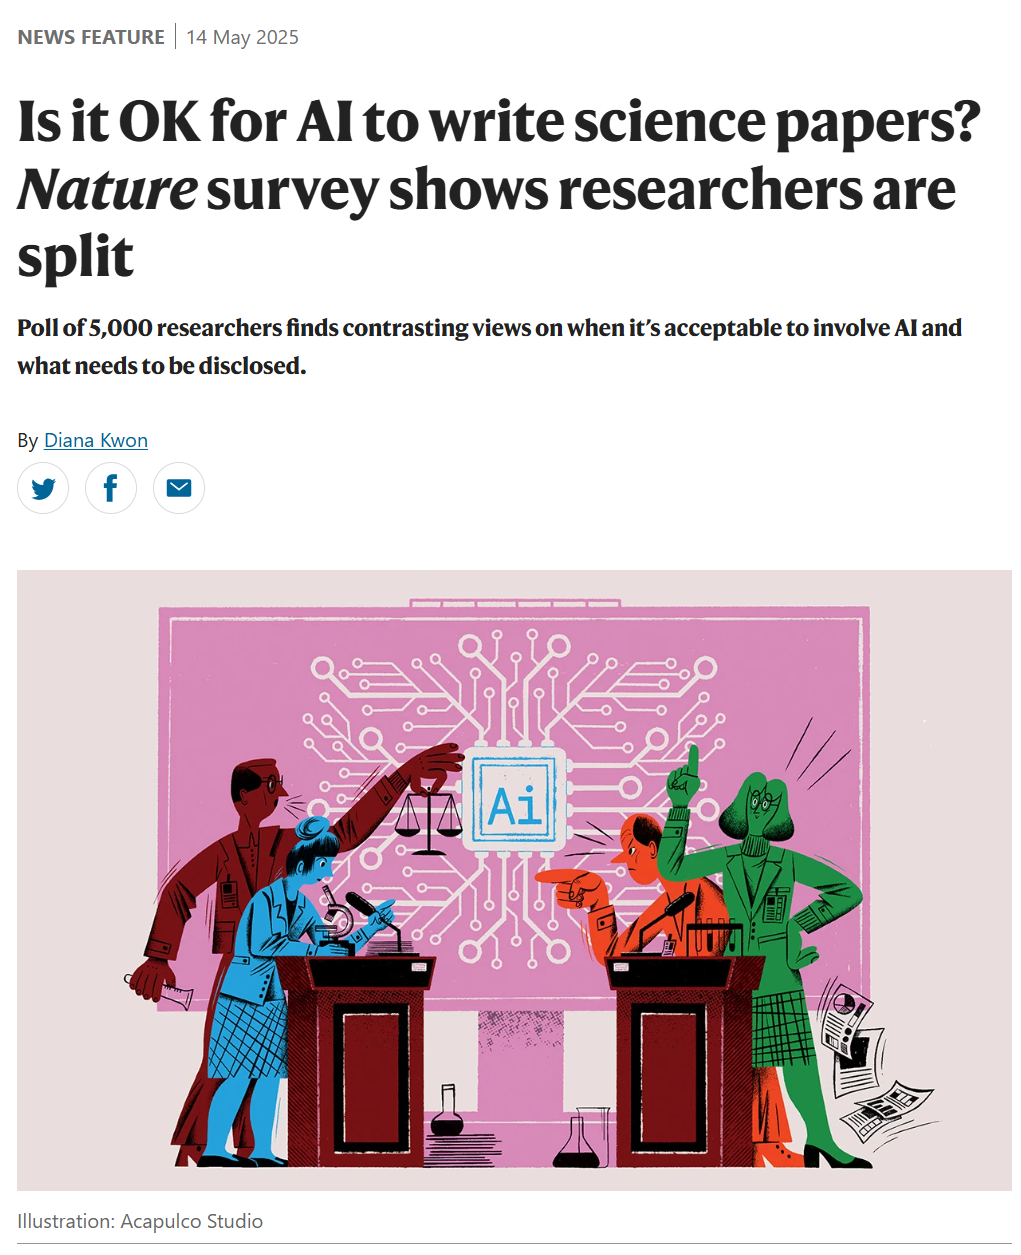 NEWS FEATURE | 14 May 2025
Is it OK for AI to write science papers?
Nature survey shows researchers are
split
Poll of 5,000 researchers finds contrasting views on when it’s acceptable to involve AI and
what needs to be disclosed.
By Diana Kwon
Ai
Illustration: Acapulco Studio